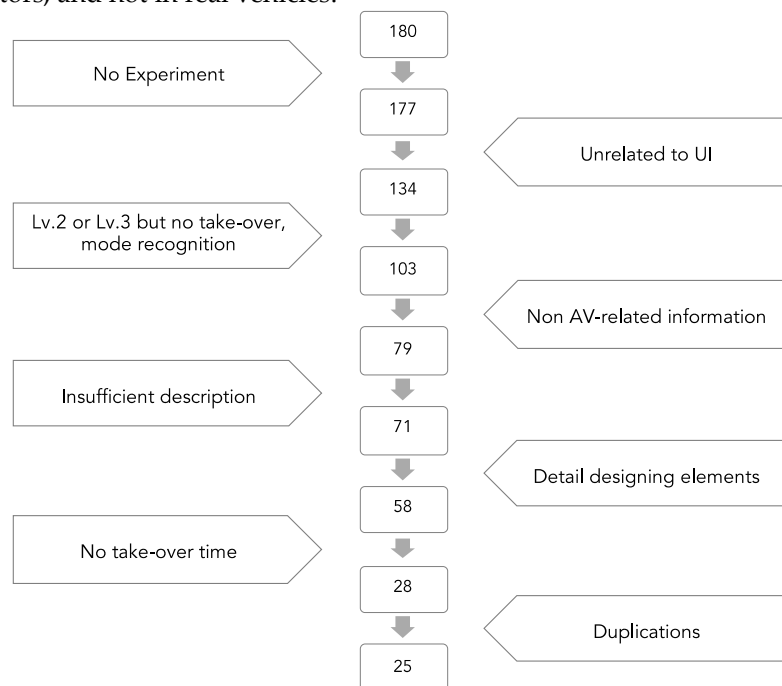 tors, and not in real vehicles.
180
No Experiment
177
Unrelated to UI
134
Lv.2 or Lv.3 but no take-over,
mode recognition
103
Non AV-related information
79
Insufficient description
71
Detail designing elements
58
No take-over time
28
Duplications
25